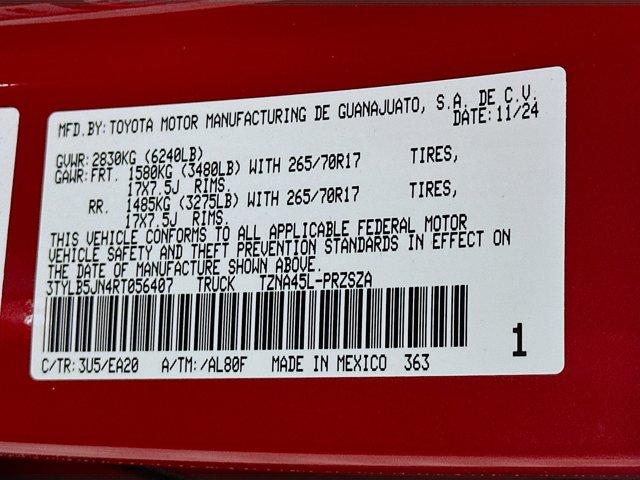 MFD.BY: TOYOTA MOTOR MANUFACTURING DE GUANAJUATO, S.A. DE C.V.
DATE: 11/24
GVWR: 2830KG (6240LB)
GAWR: FRT. 1580KG (3480LB) WITH 265/70R17 TIRES,
17X7.5J RIMS.
RR. 1485KG (3275LB) WITH 265/70R17 TIRES,
17X7.5J RIMS.
THIS VEHICLE CONFORMS TO ALL APPLICABLE FEDERAL MOTOR
VEHICLE SAFETY AND THEFT PREVENTION STANDARDS IN EFFECT ON
THE DATE OF MANUFACTURE SHOWN ABOVE.
3TYLB5JN4RT056407 TRUCK TZNA45L-PRZSZA
C/TR: 3U5/EA20 A/TM: /AL80F MADE IN MEXICO 363
1